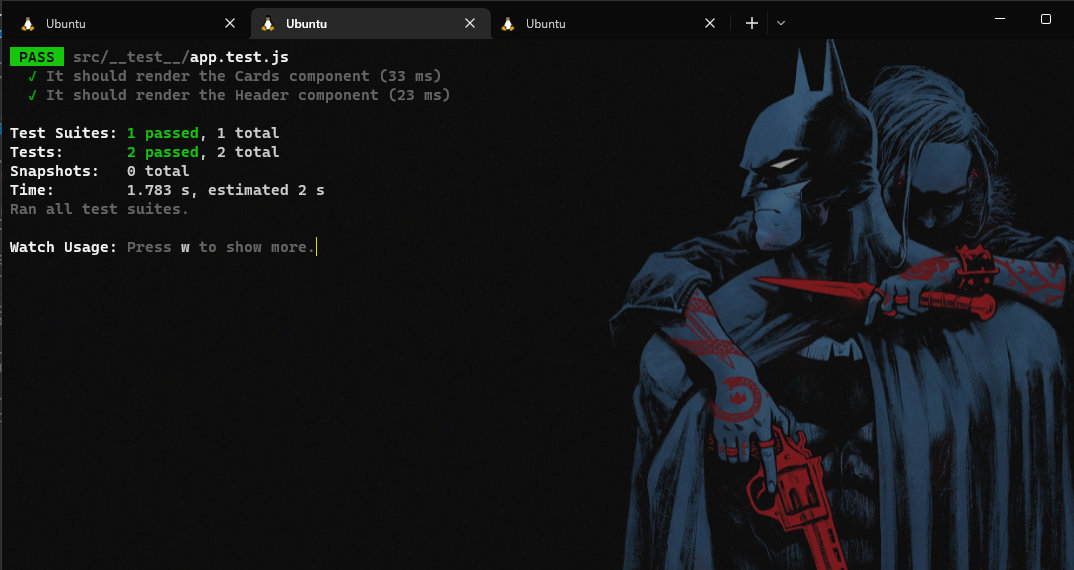 Ubuntu
Ubuntu
Ubuntu
PASS src/__test__/app.test.js
✓ It should render the Cards component (33 ms)
✓ It should render the Header component (23 ms)
Test Suites: 1 passed, 1 total
Tests: 2 passed, 2 total
Snapshots: 0 total
Time: 1.783 s, estimated 2 s
Ran all test suites.
Watch Usage: Press w to show more.